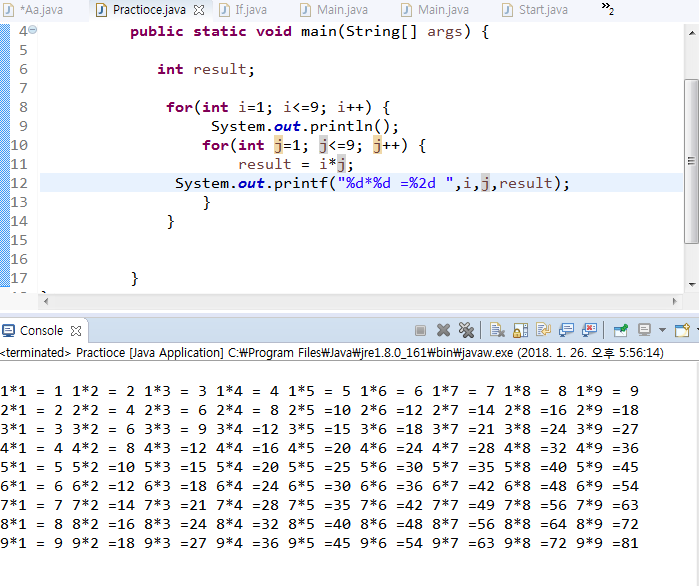 *Aa.java Practioce.java If.java Main.java Main.java Start.java »2
4 public static void main(String[] args) {
5
6 int result;
7
8 for(int i=1; i<=9; i++) {
9 System.out.println();
10 for(int j=1; j<=9; j++) {
11 result = i*j;
12 System.out.printf("%d*%d =%2d ",i,j,result);
13 }
14 }
15
16
17 }
Console
<terminated> Practioce [Java Application] C:₩Program Files₩Java₩jre1.8.0_161₩bin₩javaw.exe (2018. 1. 26. 오후 5:56:14)
1*1 = 1 1*2 = 2 1*3 = 3 1*4 = 4 1*5 = 5 1*6 = 6 1*7 = 7 1*8 = 8 1*9 = 9
2*1 = 2 2*2 = 4 2*3 = 6 2*4 = 8 2*5 =10 2*6 =12 2*7 =14 2*8 =16 2*9 =18
3*1 = 3 3*2 = 6 3*3 = 9 3*4 =12 3*5 =15 3*6 =18 3*7 =21 3*8 =24 3*9 =27
4*1 = 4 4*2 = 8 4*3 =12 4*4 =16 4*5 =20 4*6 =24 4*7 =28 4*8 =32 4*9 =36
5*1 = 5 5*2 =10 5*3 =15 5*4 =20 5*5 =25 5*6 =30 5*7 =35 5*8 =40 5*9 =45
6*1 = 6 6*2 =12 6*3 =18 6*4 =24 6*5 =30 6*6 =36 6*7 =42 6*8 =48 6*9 =54
7*1 = 7 7*2 =14 7*3 =21 7*4 =28 7*5 =35 7*6 =42 7*7 =49 7*8 =56 7*9 =63
8*1 = 8 8*2 =16 8*3 =24 8*4 =32 8*5 =40 8*6 =48 8*7 =56 8*8 =64 8*9 =72
9*1 = 9 9*2 =18 9*3 =27 9*4 =36 9*5 =45 9*6 =54 9*7 =63 9*8 =72 9*9 =81